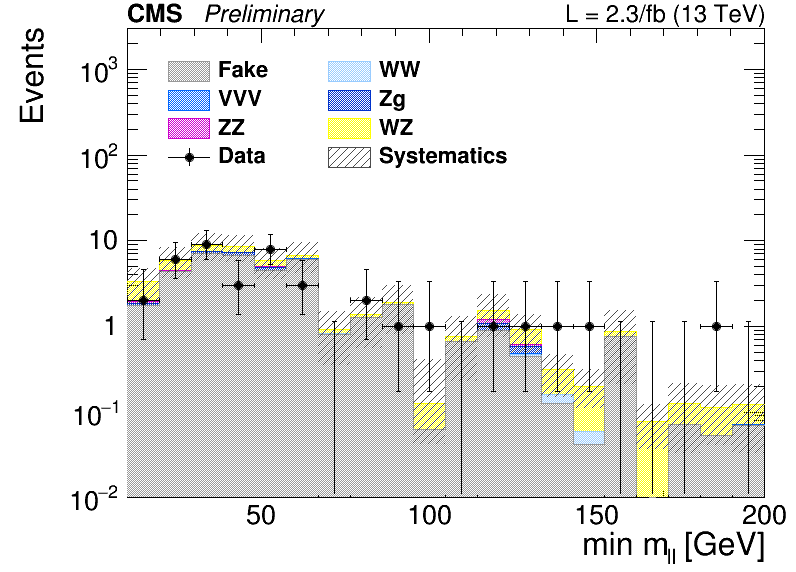 CMS Preliminary L = 2.3/fb (13 TeV)
Events
Fake WW
VVV Zg
ZZ WZ
Data Systematics
10³
10²
10
1
10⁻¹
10⁻²
50 100 150 200
min m_ll [GeV]